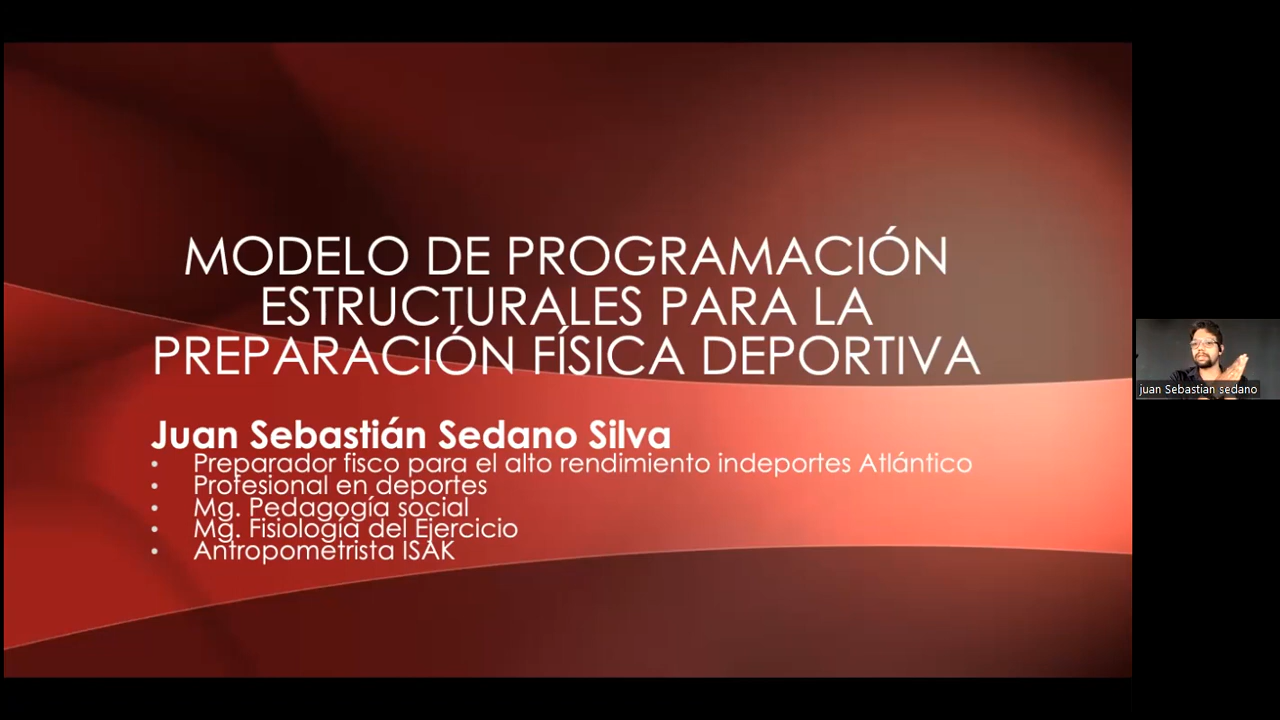 MODELO DE PROGRAMACIÓN
ESTRUCTURALES PARA LA
PREPARACIÓN FÍSICA DEPORTIVA
Juan Sebastián Sedano Silva
• Preparador fisco para el alto rendimiento indeportes Atlántico
• Profesional en deportes
• Mg. Pedagogía social
• Mg. Fisiología del Ejercicio
• Antropometrista ISAK
juan Sebastian sedano